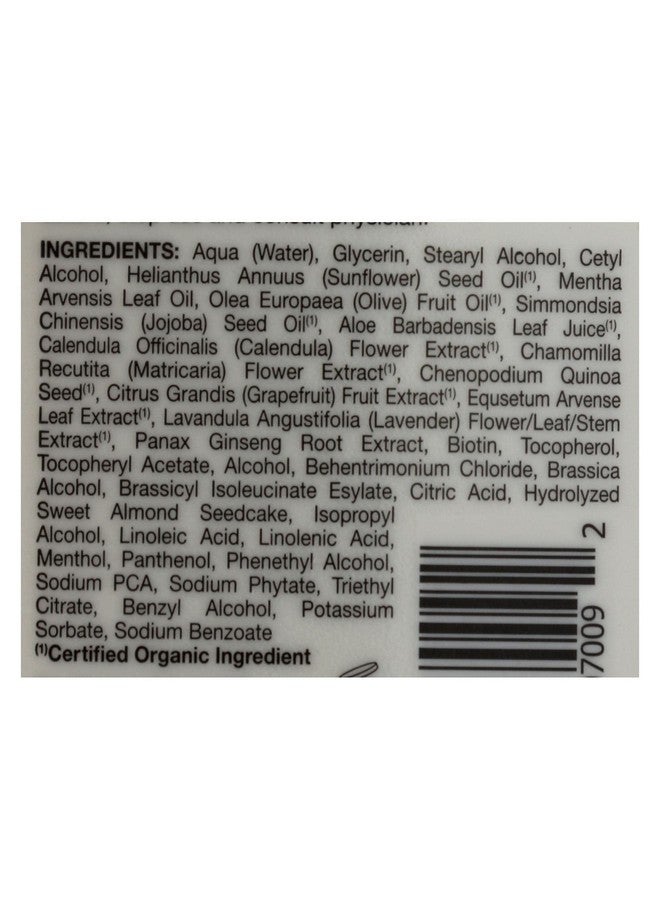 and consult physician.
INGREDIENTS: Aqua (Water), Glycerin, Stearyl Alcohol, Cetyl
Alcohol, Helianthus Annuus (Sunflower) Seed Oil⁽¹⁾, Mentha
Arvensis Leaf Oil, Olea Europaea (Olive) Fruit Oil⁽¹⁾, Simmondsia
Chinensis (Jojoba) Seed Oil⁽¹⁾, Aloe Barbadensis Leaf Juice⁽¹⁾,
Calendula Officinalis (Calendula) Flower Extract⁽¹⁾, Chamomilla
Recutita (Matricaria) Flower Extract⁽¹⁾, Chenopodium Quinoa
Seed⁽¹⁾, Citrus Grandis (Grapefruit) Fruit Extract⁽¹⁾, Equsetum Arvense
Leaf Extract⁽¹⁾, Lavandula Angustifolia (Lavender) Flower/Leaf/Stem
Extract⁽¹⁾, Panax Ginseng Root Extract, Biotin, Tocopherol,
Tocopheryl Acetate, Alcohol, Behentrimonium Chloride, Brassica
Alcohol, Brassicyl Isoleucinate Esylate, Citric Acid, Hydrolyzed
Sweet Almond Seedcake, Isopropyl
Alcohol, Linoleic Acid, Linolenic Acid,
Menthol, Panthenol, Phenethyl Alcohol,
Sodium PCA, Sodium Phytate, Triethyl
Citrate, Benzyl Alcohol, Potassium
Sorbate, Sodium Benzoate
⁽¹⁾Certified Organic Ingredient
2
97009